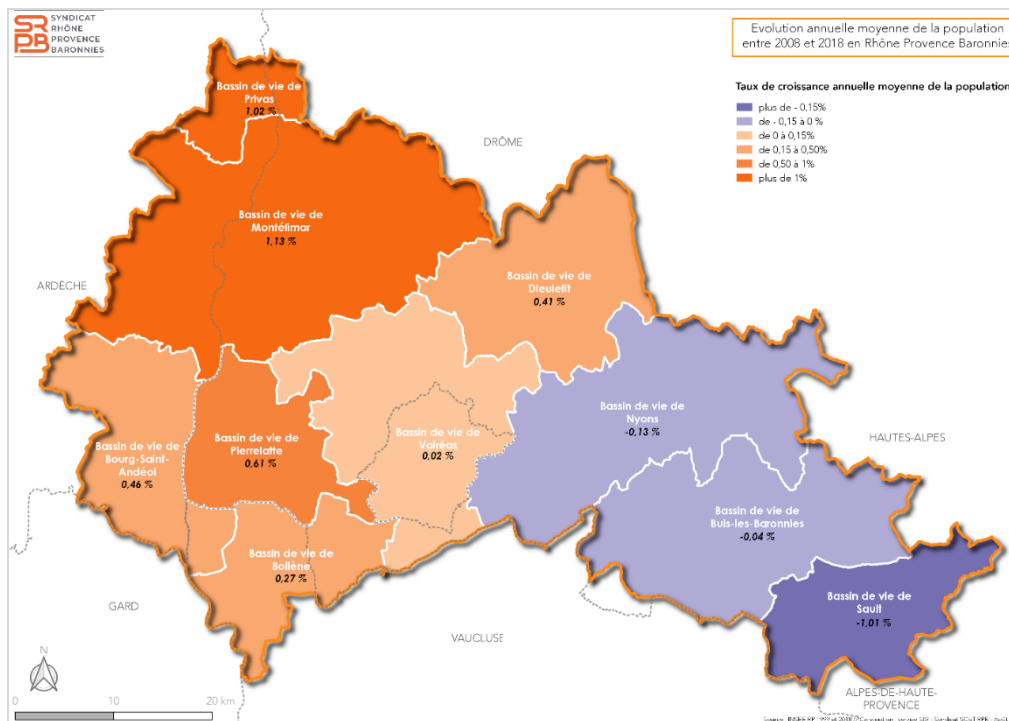 SYNDICAT
RHÔNE
PROVENCE
BARONNIES
Evolution annuelle moyenne de la population
entre 2008 et 2018 en Rhône Provence Baronnies
Taux de croissance annuelle moyenne de la population
plus de - 0,15%
de - 0,15 à 0 %
de 0 à 0,15%
de 0,15 à 0,50%
de 0,50 à 1%
plus de 1%
Bassin de vie de
Privas
1,02 %
DRÔME
Bassin de vie de
Montélimar
1,13 %
ARDÈCHE
Bassin de vie de
Dieulefit
0,41 %
Bassin de vie de
Nyons
-0,13 %
HAUTES-ALPES
Bassin de vie de
Valréas
0,02 %
Bassin de vie de
Pierrelatte
0,61 %
Bassin de vie de
Bourg-Saint-
Andéol
0,46 %
Bassin de vie de
Buis-les-Baronnies
-0,04 %
Bassin de vie de
Bollène
0,27 %
Bassin de vie de
Sault
-1,01 %
GARD
VAUCLUSE
ALPES-DE-HAUTE-
PROVENCE
N
0 10 20 km